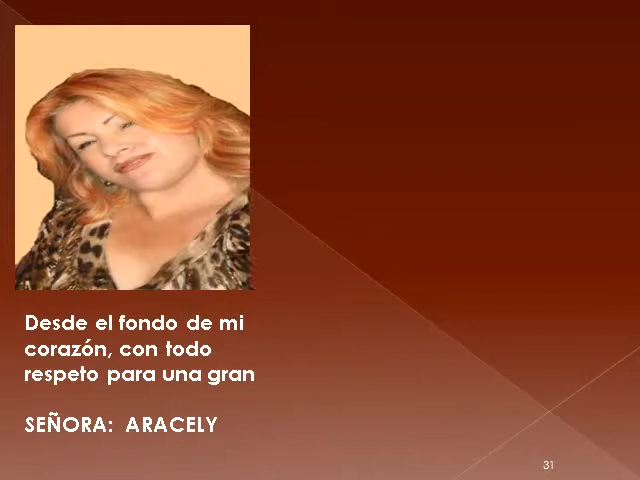 Desde el fondo de mi
corazón, con todo
respeto para una gran
SEÑORA:  ARACELY
31